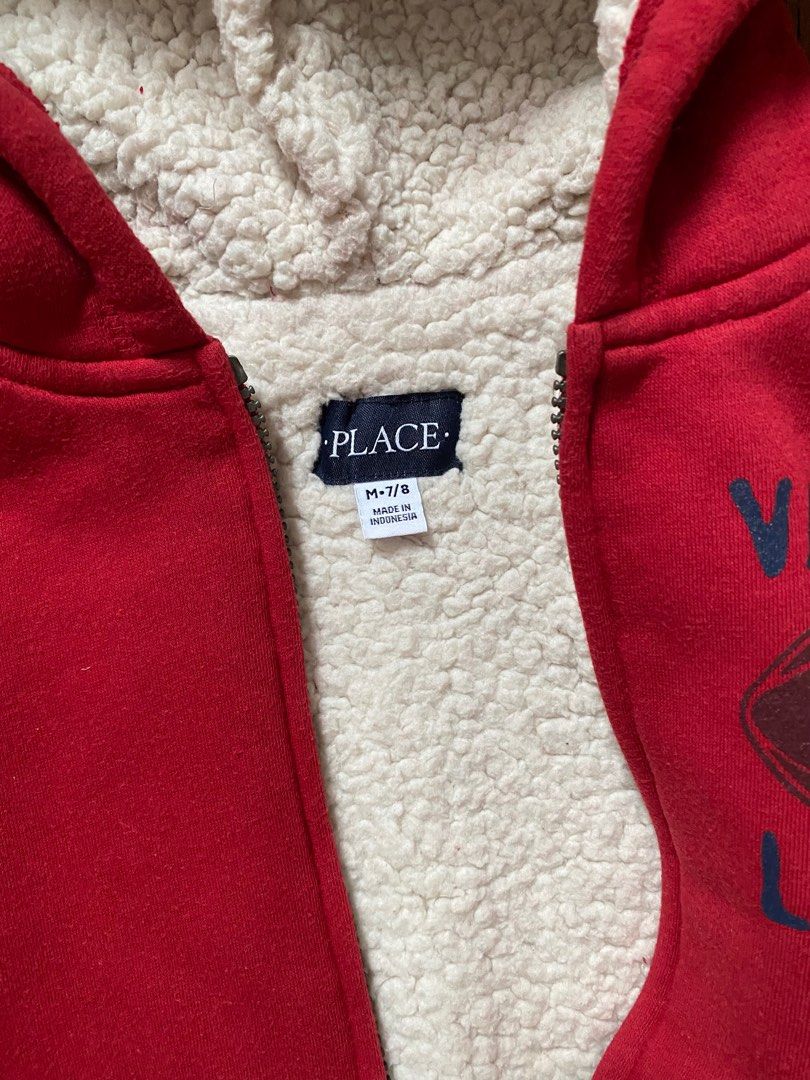 ·PLACE·
M•7/8
MADE IN
INDONESIA
V
L